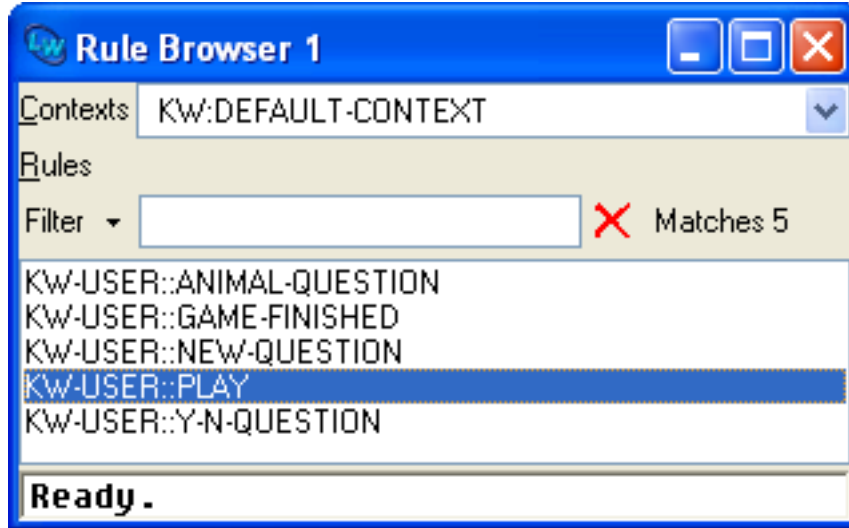 LW Rule Browser 1
Contexts KW:DEFAULT-CONTEXT
Rules
Filter Matches 5
KW-USER::ANIMAL-QUESTION
KW-USER::GAME-FINISHED
KW-USER::NEW-QUESTION
KW-USER::PLAY
KW-USER::Y-N-QUESTION
Ready.